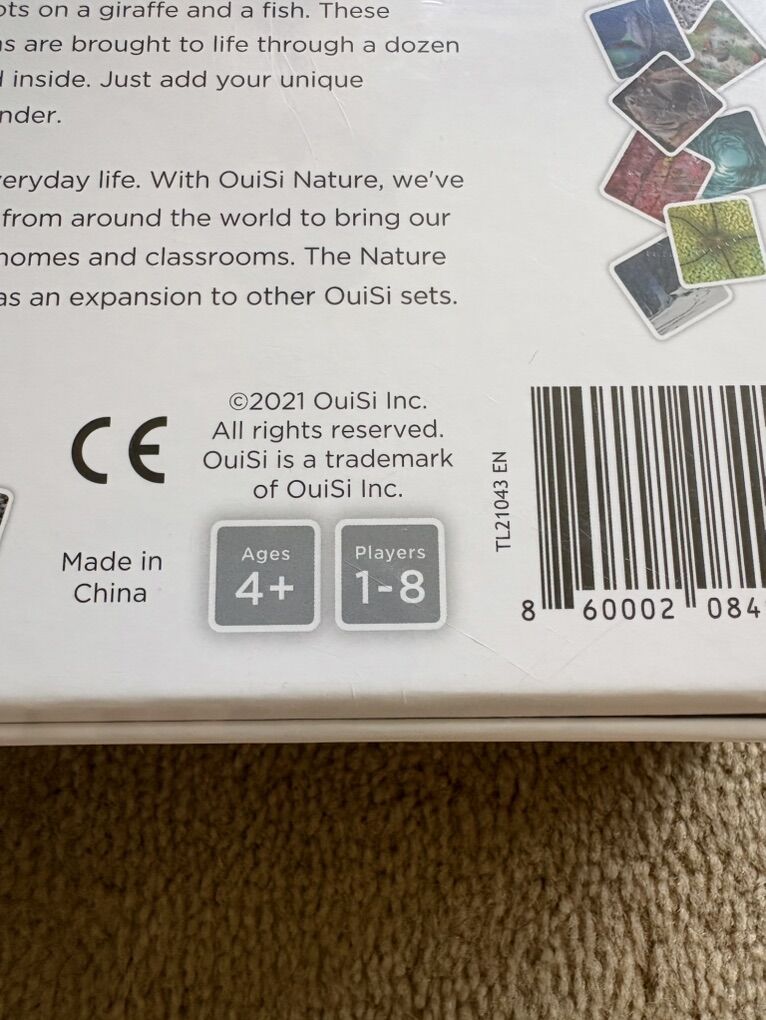 on a giraffe and a fish. These
are brought to life through a dozen
inside. Just add your unique
everyday life. With OuiSi Nature, we've
from around the world to bring our
homes and classrooms. The Nature
as an expansion to other OuiSi sets.
CE
©2021 OuiSi Inc.
All rights reserved.
OuiSi is a trademark
of OuiSi Inc.
Made in
China
Ages
4+
Players
1-8
TL21043 EN
8 60002 084